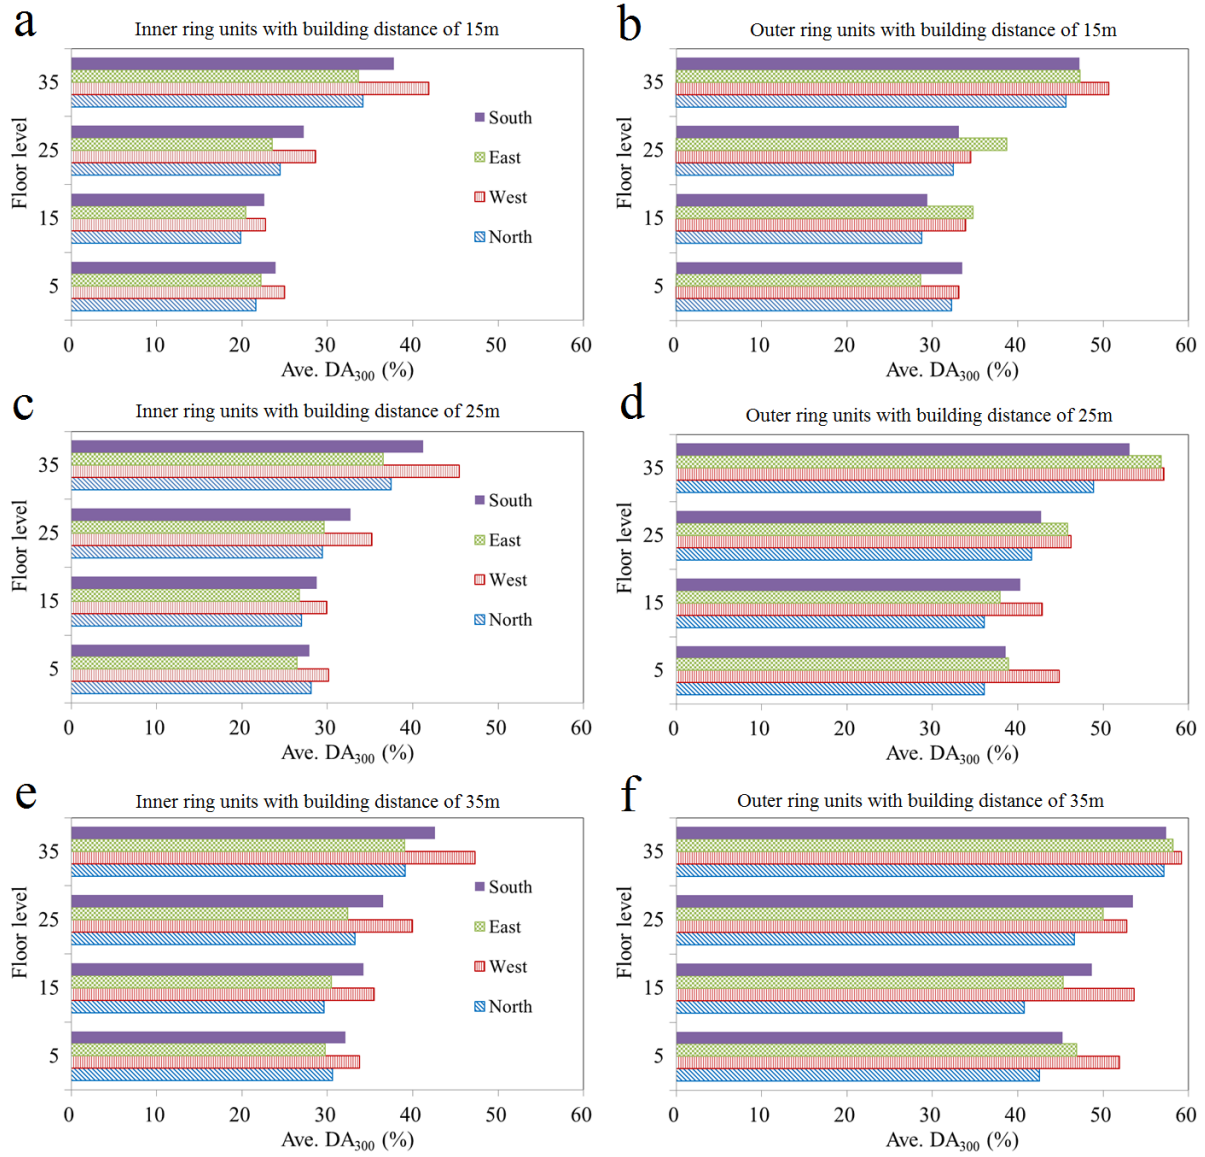 a
Inner ring units with building distance of 15m
Floor level
35
25
15
5
South
East
West
North
0 10 20 30 40 50 60
Ave. DA300 (%)
b
Outer ring units with building distance of 15m
Floor level
35
25
15
5
0 10 20 30 40 50 60
Ave. DA300 (%)
c
Inner ring units with building distance of 25m
Floor level
35
25
15
5
South
East
West
North
0 10 20 30 40 50 60
Ave. DA300 (%)
d
Outer ring units with building distance of 25m
Floor level
35
25
15
5
0 10 20 30 40 50 60
Ave. DA300 (%)
e
Inner ring units with building distance of 35m
Floor level
35
25
15
5
South
East
West
North
0 10 20 30 40 50 60
Ave. DA300 (%)
f
Outer ring units with building distance of 35m
Floor level
35
25
15
5
0 10 20 30 40 50 60
Ave. DA300 (%)